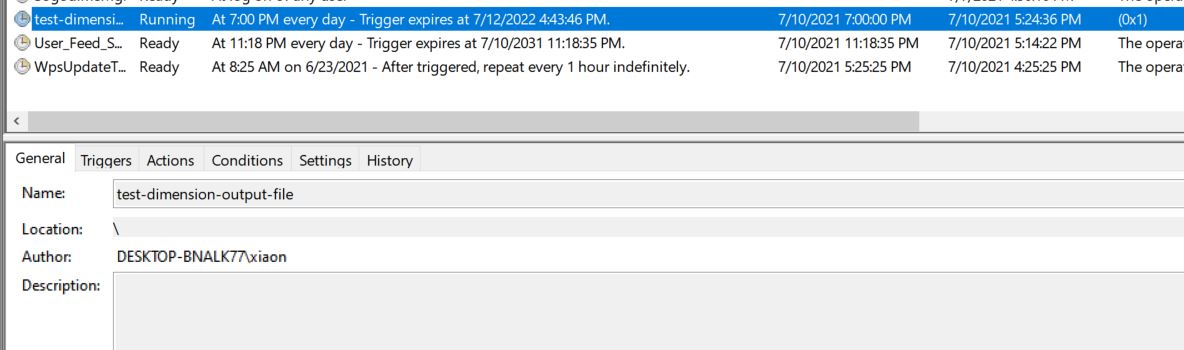 test-dimensi... Running At 7:00 PM every day - Trigger expires at 7/12/2022 4:43:46 PM. 7/10/2021 7:00:00 PM 7/10/2021 5:24:36 PM (0x1)
User_Feed_S... Ready At 11:18 PM every day - Trigger expires at 7/10/2031 11:18:35 PM. 7/10/2021 11:18:35 PM 7/10/2021 5:14:22 PM The opera
WpsUpdateT... Ready At 8:25 AM on 6/23/2021 - After triggered, repeat every 1 hour indefinitely. 7/10/2021 5:25:25 PM 7/10/2021 4:25:25 PM The opera
General Triggers Actions Conditions Settings History
Name: test-dimension-output-file
Location: \
Author: DESKTOP-BNALK77\xiaon
Description: